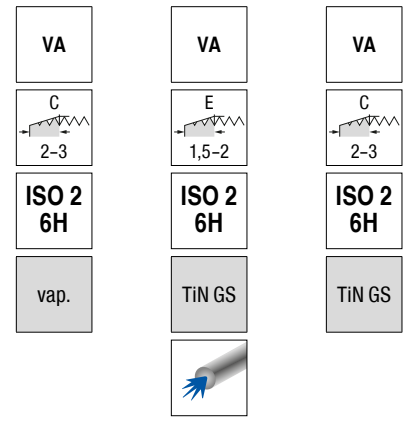 VA
VA
VA
C
2–3
E
1,5–2
C
2–3
ISO 2
6H
ISO 2
6H
ISO 2
6H
vap.
TiN GS
TiN GS